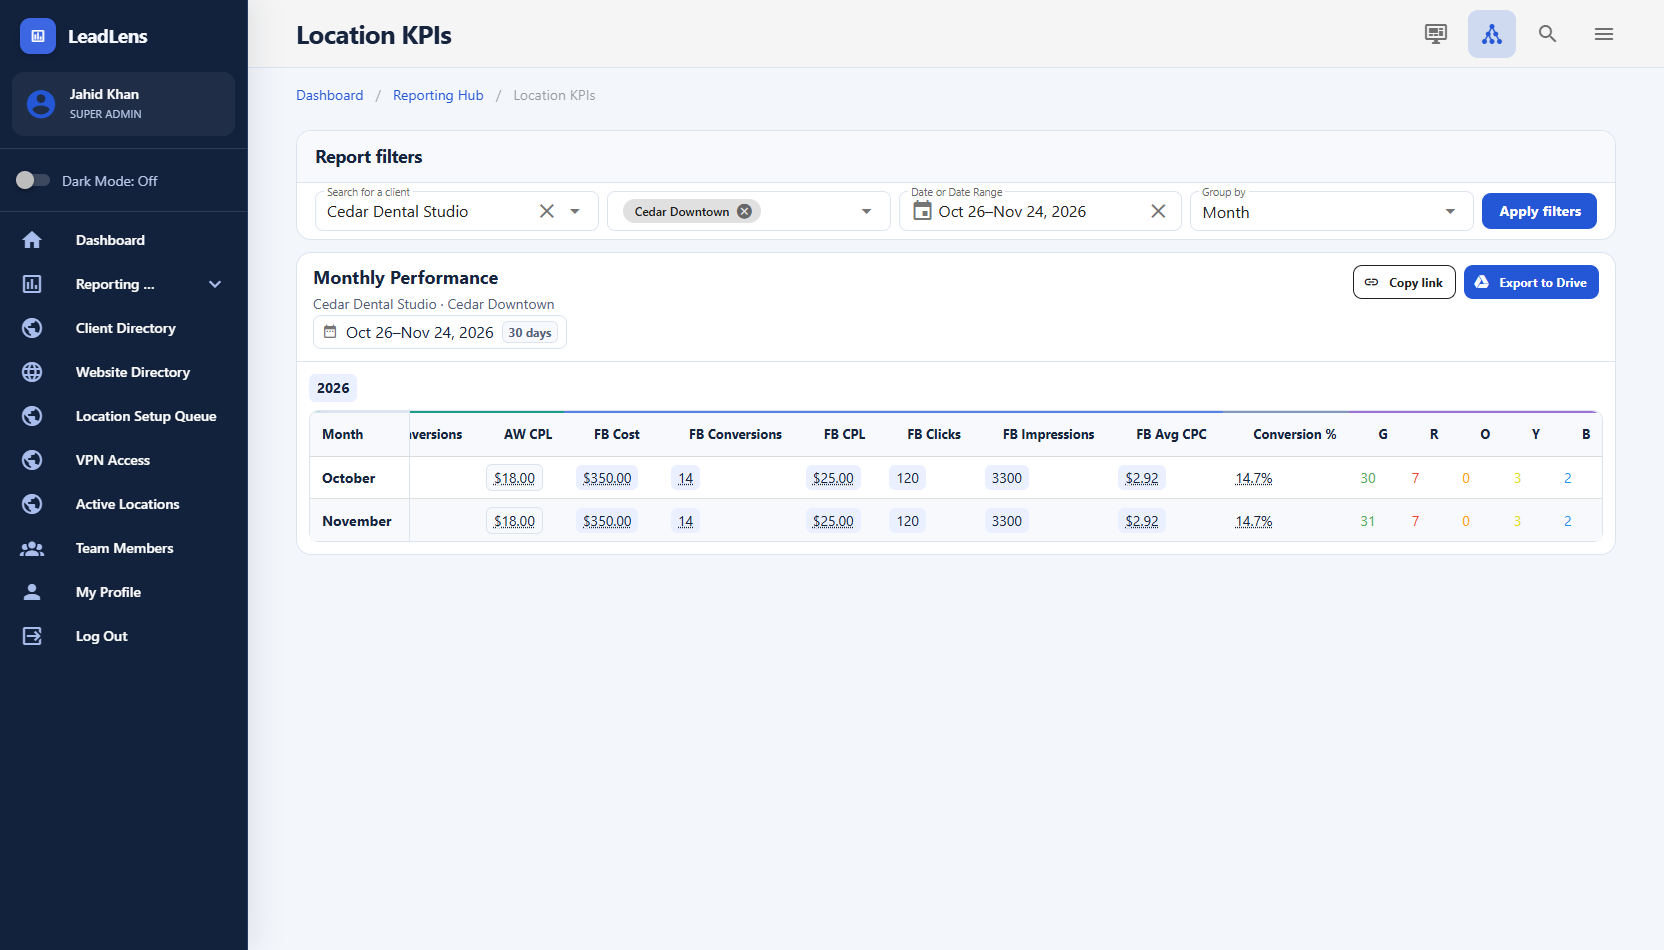 LeadLens
Jahid Khan
SUPER ADMIN
Dark Mode: Off
Dashboard
Reporting ...
Client Directory
Website Directory
Location Setup Queue
VPN Access
Active Locations
Team Members
My Profile
Log Out
Location KPIs
Dashboard / Reporting Hub / Location KPIs
Report filters
Search for a client
Cedar Dental Studio
Cedar Downtown
Date or Date Range
Oct 26–Nov 24, 2026
Group by
Month
Apply filters
Monthly Performance
Cedar Dental Studio · Cedar Downtown
Oct 26–Nov 24, 2026 30 days
Copy link
Export to Drive
2026
Month versions AW CPL FB Cost FB Conversions FB CPL FB Clicks FB Impressions FB Avg CPC Conversion % G R O Y B
October $18.00 $350.00 14 $25.00 120 3300 $2.92 14.7% 30 7 0 3 2
November $18.00 $350.00 14 $25.00 120 3300 $2.92 14.7% 31 7 0 3 2